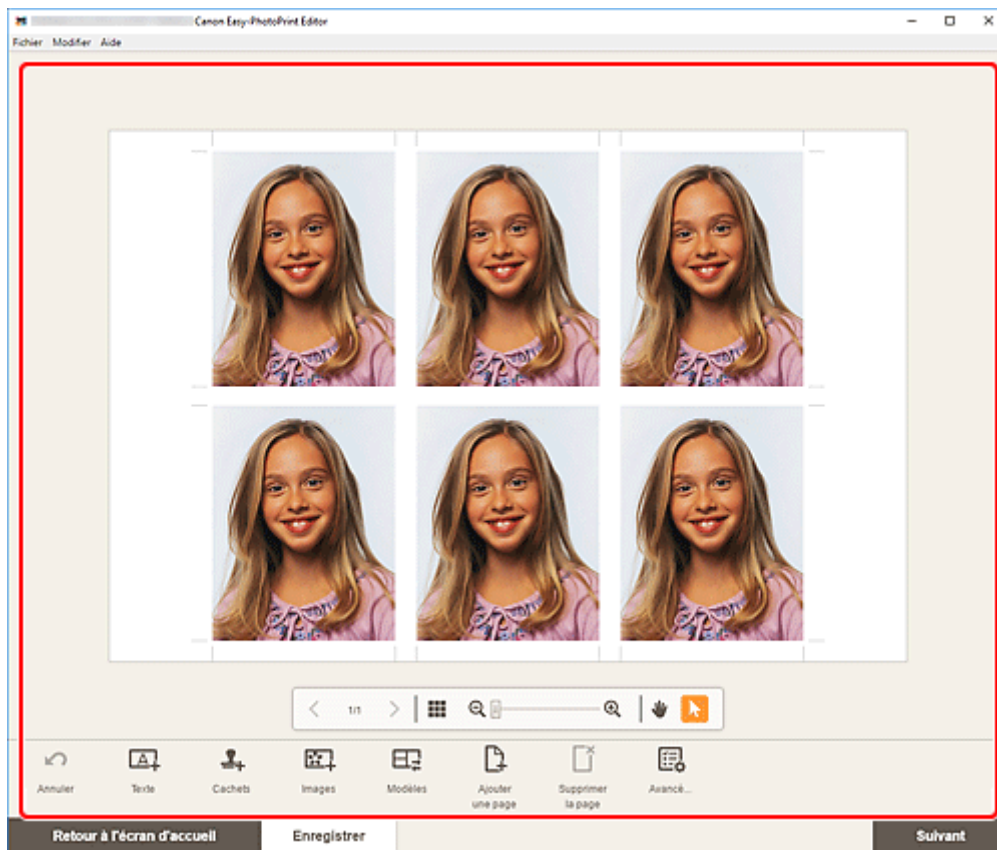 Canon Easy-PhotoPrint Editor
Fichier Modifier Aide
1/1
Annuler
Texte
Cachets
Images
Modèles
Ajouter
une page
Supprimer
la page
Avancé...
Retour à l'écran d'accueil
Enregistrer
Suivant